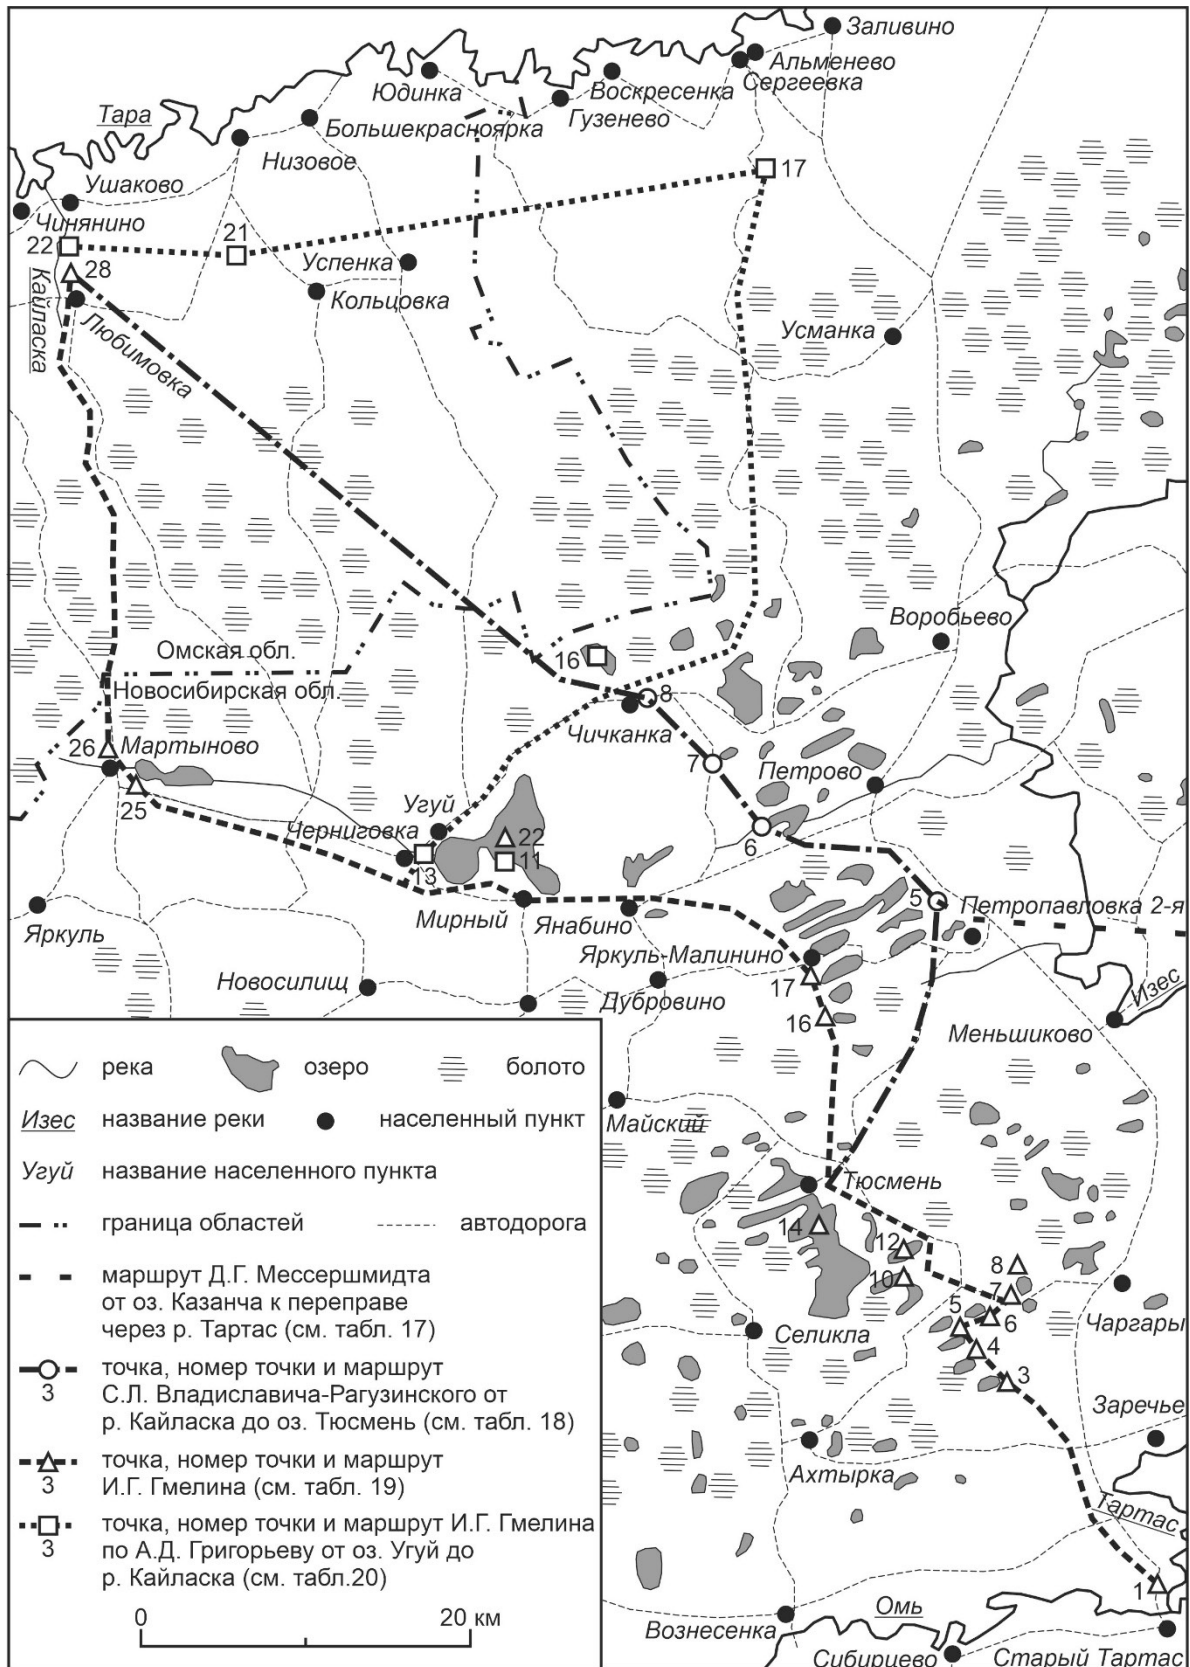 Заливино
Альменево
Сергеевка
Юдинка
Воскресенка
Гузенево
Тара
Большекрасноярка
Низовое
17
Ушаково
Чинянино
22
21
28
Успенка
Кольцовка
Каиласка
Любимовка
Усманка
Воробьево
Омская обл.
Новосибирская обл.
16
8
Чичканка
26
Мартыново
7
Петрово
25
Угуй
Черниговка
22
11
13
6
5
Петропавловка 2-я
Яркуль
Мирный
Янабино
Яркуль-Малинино
Новосилищ
Дубровино
17
Изес
16
Меньшиково
Майский
Тюсмень
14
12
10
8
7
5
6
Чаргары
Селикла
4
3
Заречье
Ахтырка
Тартас
1
Омь
Вознесенка
Сибирцево
Старый Тартас
река
озеро
болото
Изес
название реки
населенный пункт
Угуй
название населенного пункта
граница областей
автодорога
маршрут Д.Г. Мессершмидта
от оз. Казанча к переправе
через р. Тартас (см. табл. 17)
точка, номер точки и маршрут
3
С.Л. Владиславича-Рагузинского от
р. Кайласка до оз. Тюсмень (см. табл. 18)
точка, номер точки и маршрут
3
И.Г. Гмелина (см. табл. 19)
точка, номер точки и маршрут И.Г. Гмелина
3
по А.Д. Григорьеву от оз. Угуй до
р. Кайласка (см. табл.20)
0
20 км